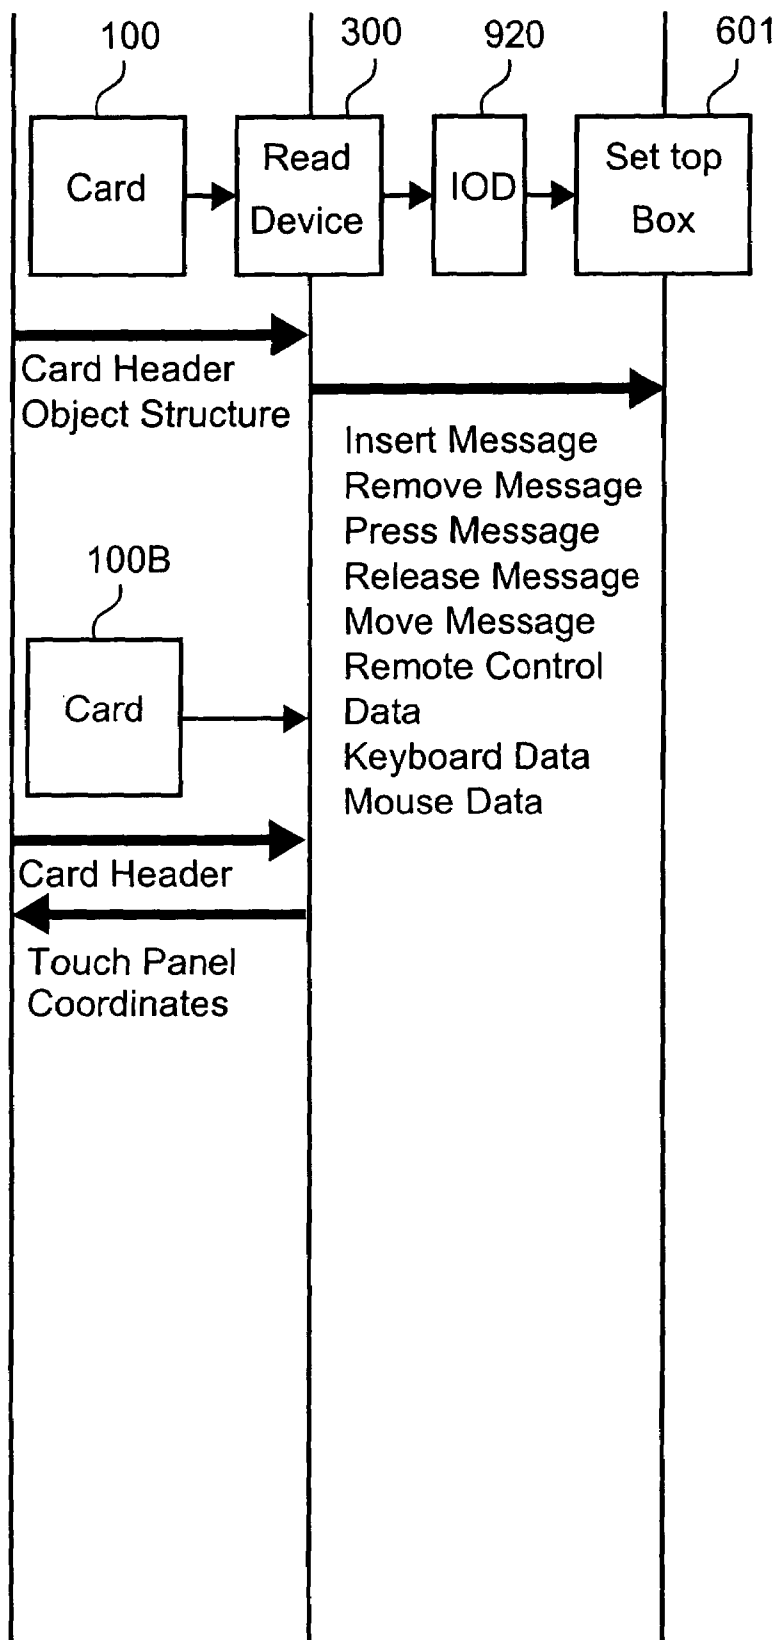 100
300
920
601
Card
Read
Device
IOD
Set top
Box
Card Header
Object Structure
Insert Message
Remove Message
Press Message
Release Message
Move Message
Remote Control
Data
Keyboard Data
Mouse Data
100B
Card
Card Header
Touch Panel
Coordinates